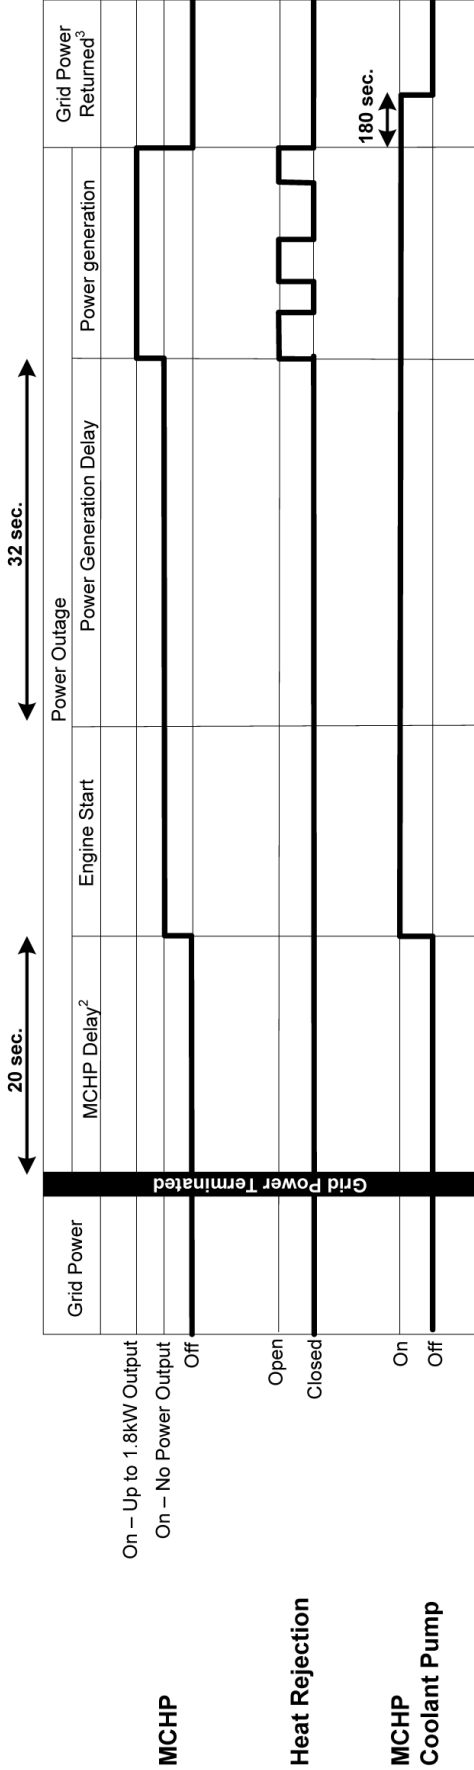 20 sec.
32 sec.
Power Outage
Grid Power
Returned³
Grid Power
MCHP Delay²
Engine Start
Power Generation Delay
Power generation
Grid Power Terminated
MCHP
On – Up to 1.8kW Output
On – No Power Output
Off
Heat Rejection
Open
Closed
180 sec.
MCHP
Coolant Pump
On
Off